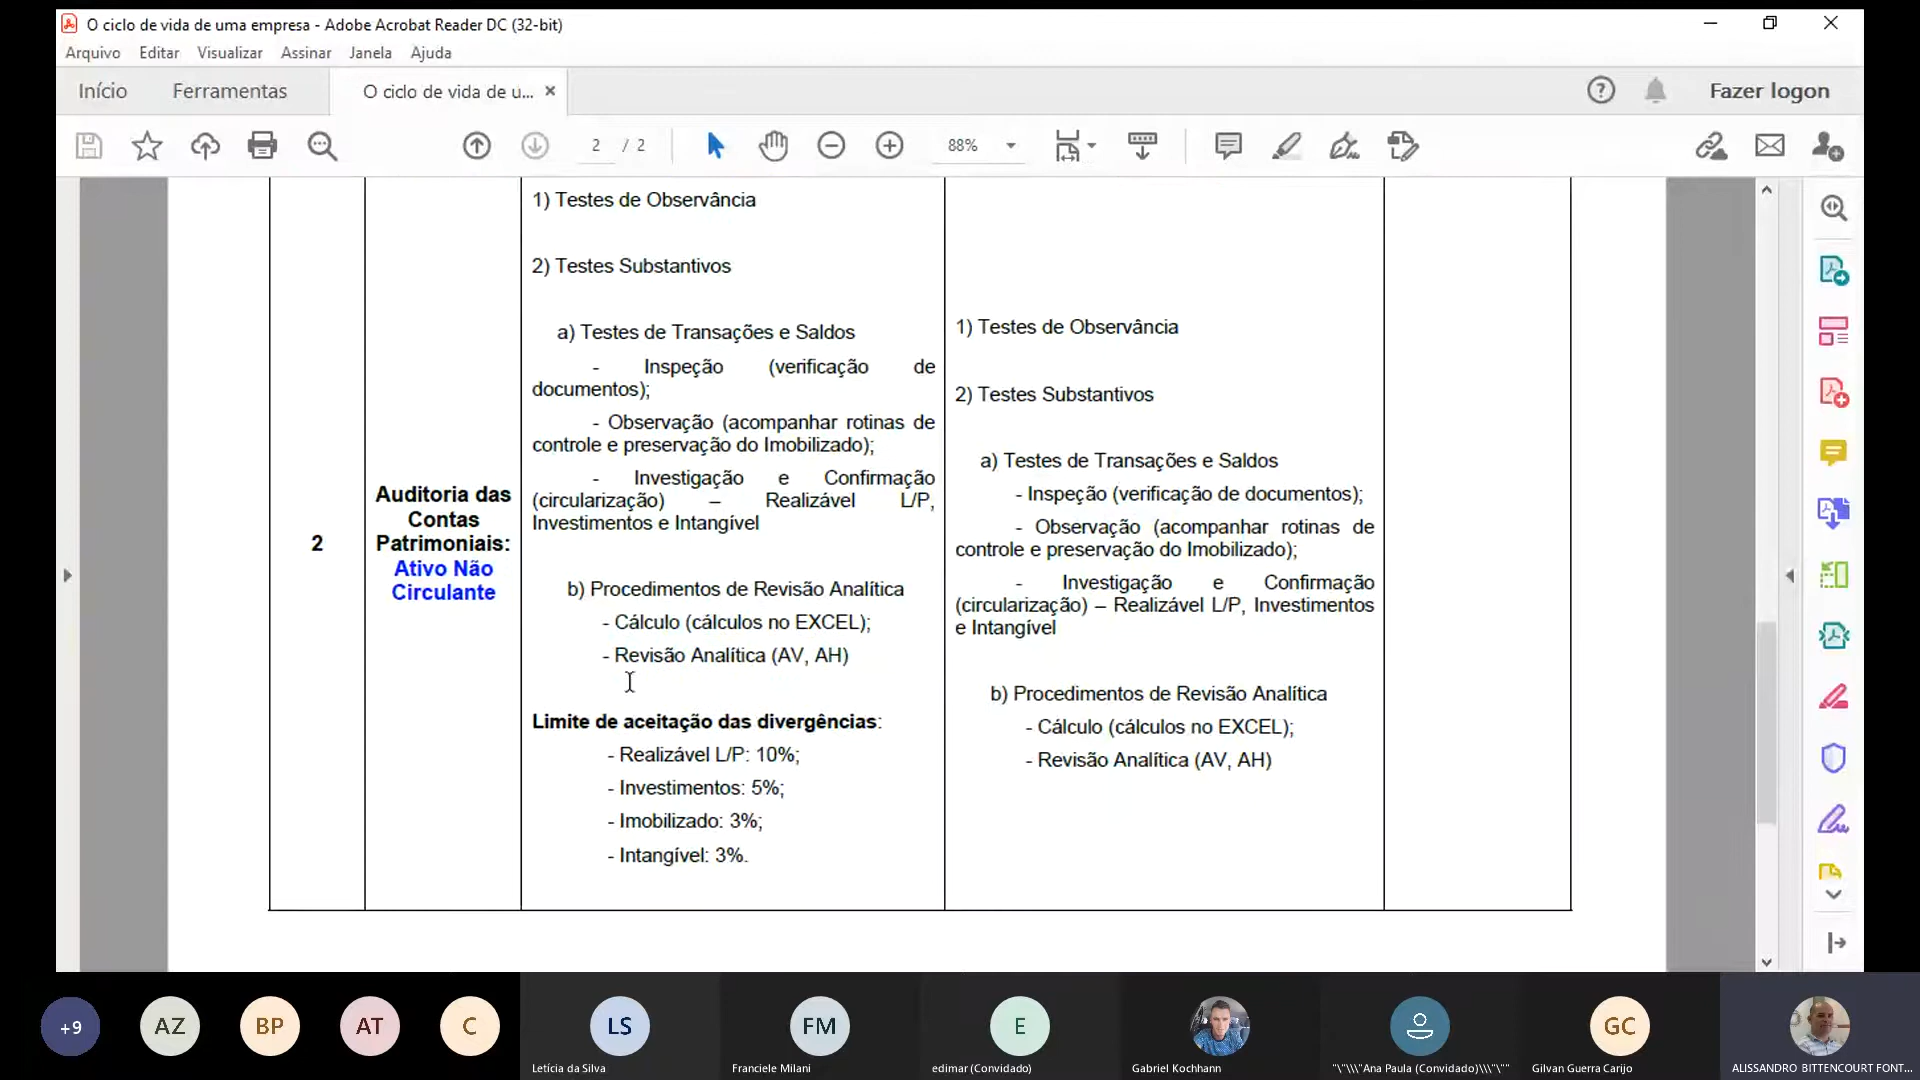 O ciclo de vida de uma empresa - Adobe Acrobat Reader DC (32-bit)
Arquivo Editar Visualizar Assinar Janela Ajuda
Início Ferramentas O ciclo de vida de u... Fazer logon
2 / 2 88%
1) Testes de Observância
2) Testes Substantivos
a) Testes de Transações e Saldos
- Inspeção (verificação de
documentos);
- Observação (acompanhar rotinas de
controle e preservação do Imobilizado);
- Investigação e Confirmação
(circularização) – Realizável L/P,
Investimentos e Intangível
b) Procedimentos de Revisão Analítica
- Cálculo (cálculos no EXCEL);
- Revisão Analítica (AV, AH)
Limite de aceitação das divergências:
- Realizável L/P: 10%;
- Investimentos: 5%;
- Imobilizado: 3%;
- Intangível: 3%.
2
Auditoria das
Contas
Patrimoniais:
Ativo Não
Circulante
1) Testes de Observância
2) Testes Substantivos
a) Testes de Transações e Saldos
- Inspeção (verificação de documentos);
- Observação (acompanhar rotinas de
controle e preservação do Imobilizado);
- Investigação e Confirmação
(circularização) – Realizável L/P, Investimentos
e Intangível
b) Procedimentos de Revisão Analítica
- Cálculo (cálculos no EXCEL);
- Revisão Analítica (AV, AH)
+9 AZ BP AT C LS FM E GC
Letícia da Silva
Franciele Milani
edimar (Convidado)
Gabriel Kochhann
"\"\\\"Ana Paula (Convidado)\\\"\""
Gilvan Guerra Carijo
ALISSANDRO BITTENCOURT FONT...